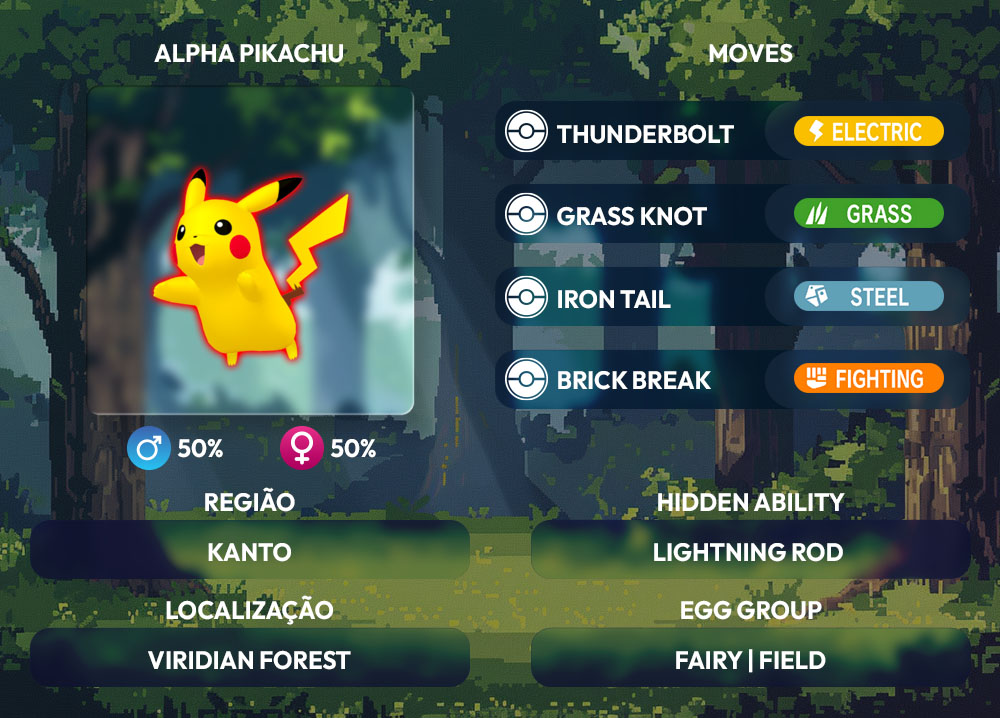 ALPHA PIKACHU
50% 50%
REGIÃO
KANTO
LOCALIZAÇÃO
VIRIDIAN FOREST
MOVES
THUNDERBOLT ELECTRIC
GRASS KNOT GRASS
IRON TAIL STEEL
BRICK BREAK FIGHTING
HIDDEN ABILITY
LIGHTNING ROD
EGG GROUP
FAIRY | FIELD